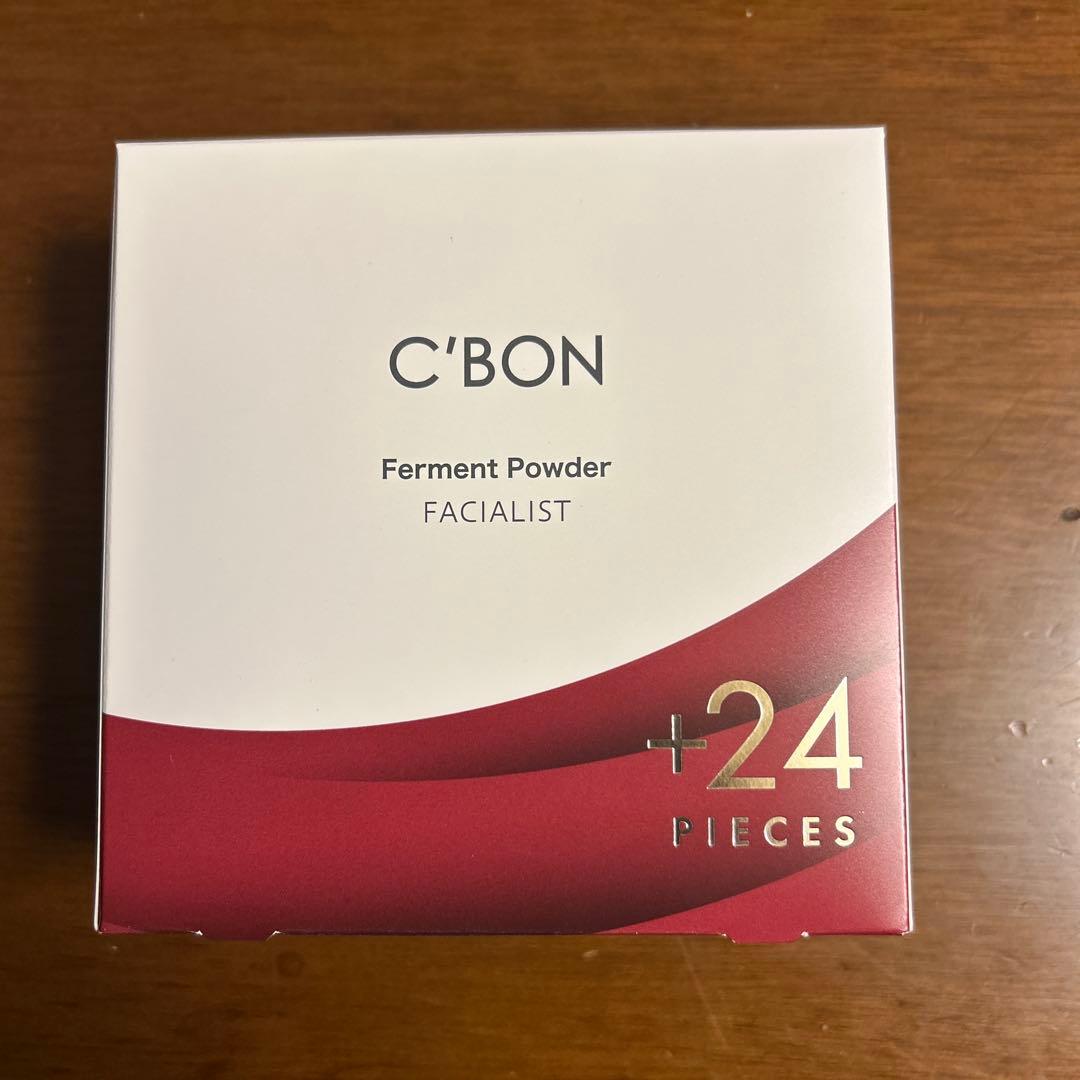 C'BON
Ferment Powder
FACIALIST
+24
PIECES